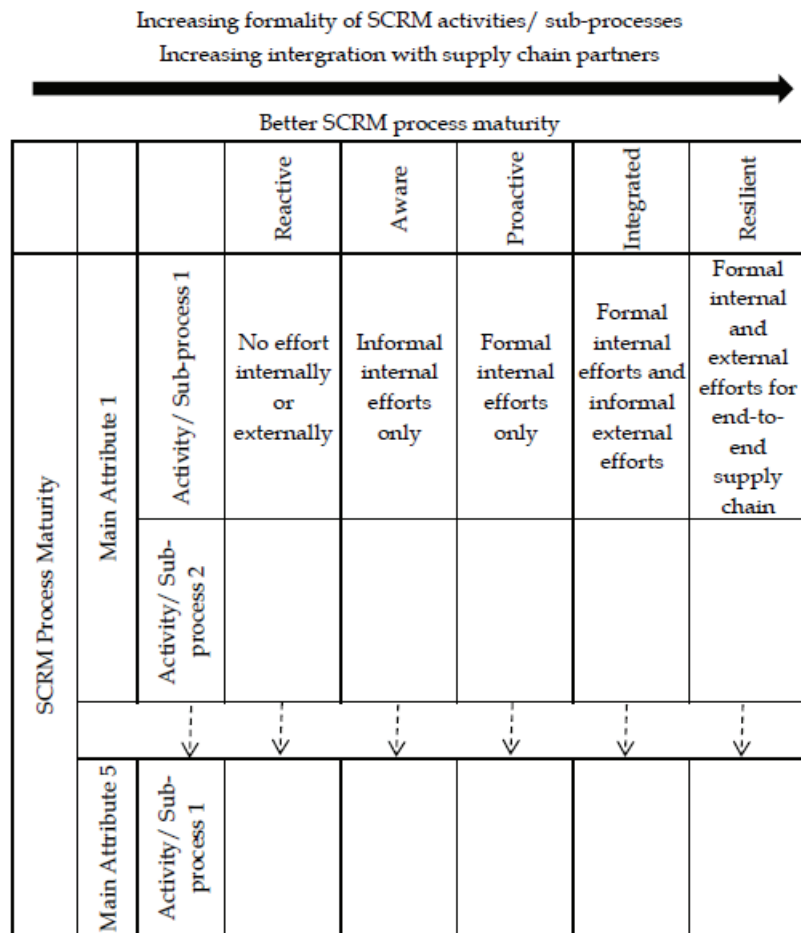 Increasing formality of SCRM activities/ sub-processes
Increasing intergration with supply chain partners
Better SCRM process maturity
Reactive
Aware
Proactive
Integrated
Resilient
SCRM Process Maturity
Main Attribute 1
Activity/ Sub-process 1
No effort
internally
or
externally
Informal
internal
efforts
only
Formal
internal
efforts
only
Formal
internal
efforts and
informal
external
efforts
Formal
internal
and
external
efforts for
end-to-
end
supply
chain
Activity/ Sub-
process 2
Main Attribute 5
Activity/ Sub-
process 1